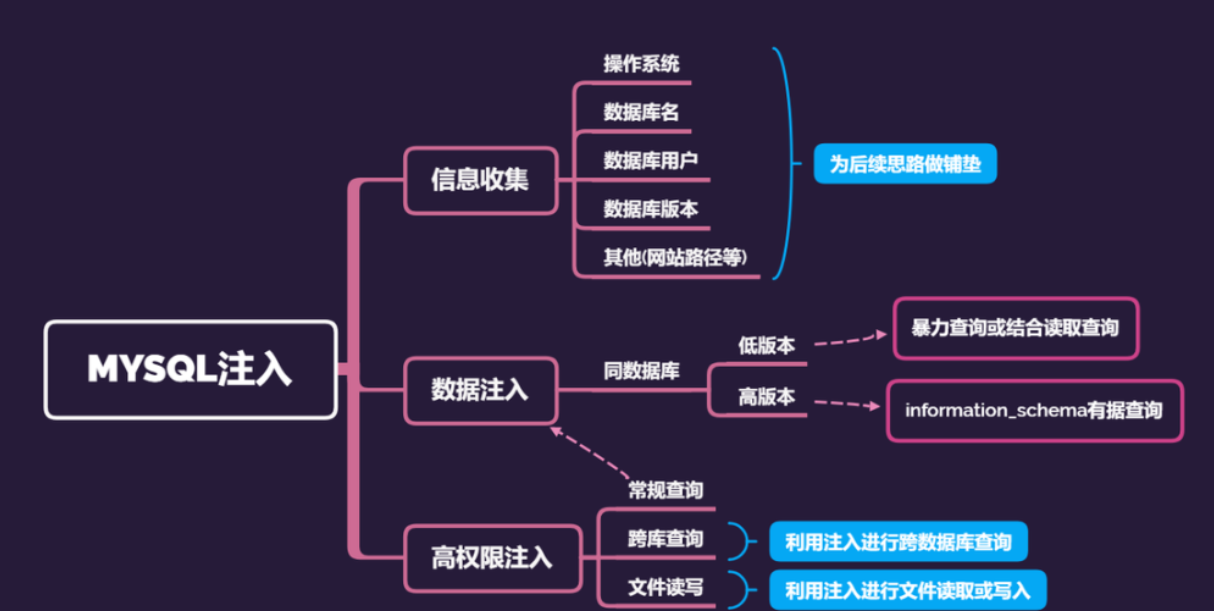 操作系统
数据库名
数据库用户
数据库版本
其他(网站路径等)
为后续思路做铺垫
信息收集
MYSQL注入
数据注入
同数据库
低版本
暴力查询或结合读取查询
高版本
information_schema有据查询
高权限注入
常规查询
跨库查询
利用注入进行跨数据库查询
文件读写
利用注入进行文件读取或写入